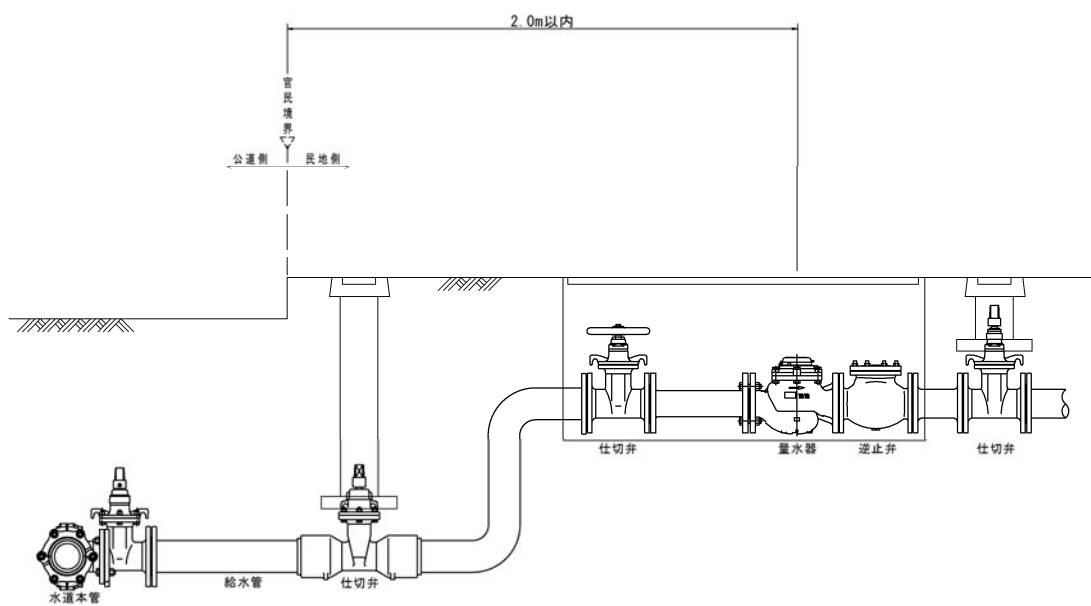 2.0m以内
官民境界
公道側
民地側
仕切弁
量水器
逆止弁
仕切弁
給水管
仕切弁
水道本管